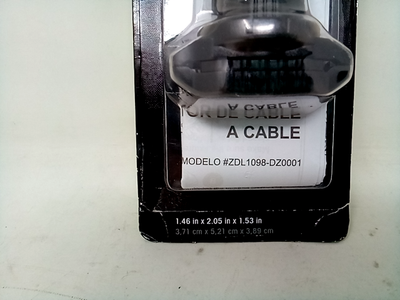 A CABLE
OR DE CABLE
A CABLE
MODELO #ZDL1098-DZ0001
1.46 in x 2.05 in x 1.53 in
3,71 cm x 5,21 cm x 3,89 cm